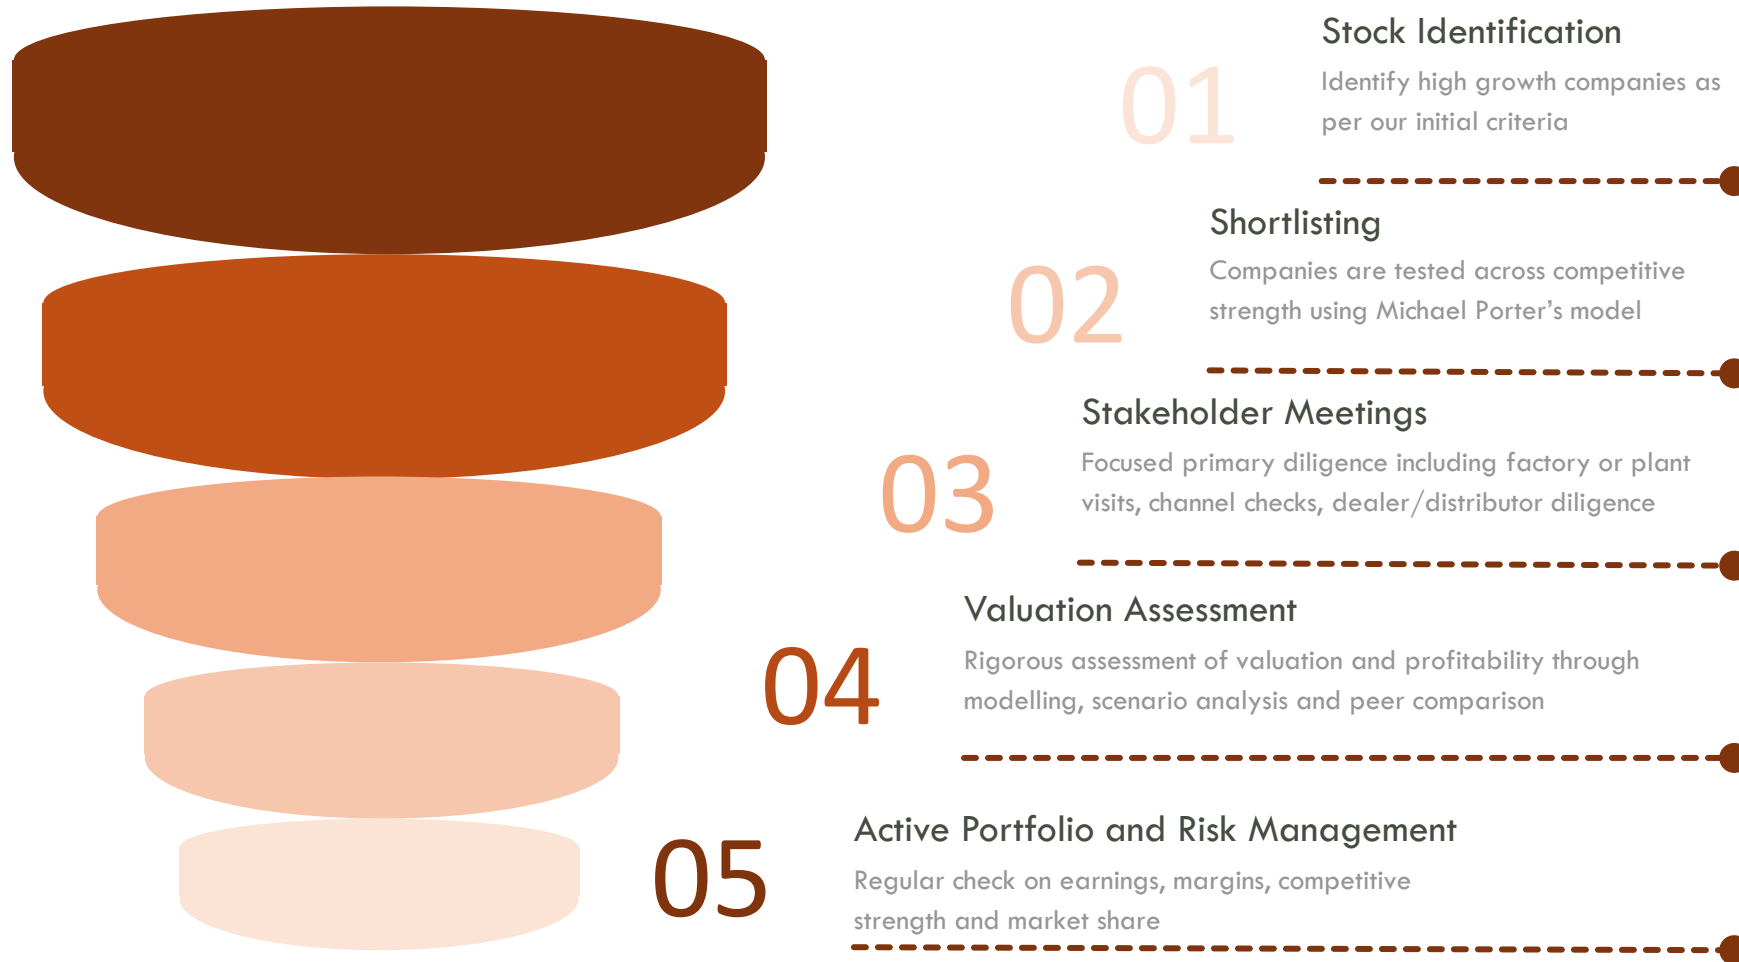 Stock Identification
01
Identify high growth companies as
per our initial criteria
Shortlisting
02
Companies are tested across competitive
strength using Michael Porter’s model
Stakeholder Meetings
03
Focused primary diligence including factory or plant
visits, channel checks, dealer/distributor diligence
Valuation Assessment
04
Rigorous assessment of valuation and profitability through
modelling, scenario analysis and peer comparison
Active Portfolio and Risk Management
05
Regular check on earnings, margins, competitive
strength and market share